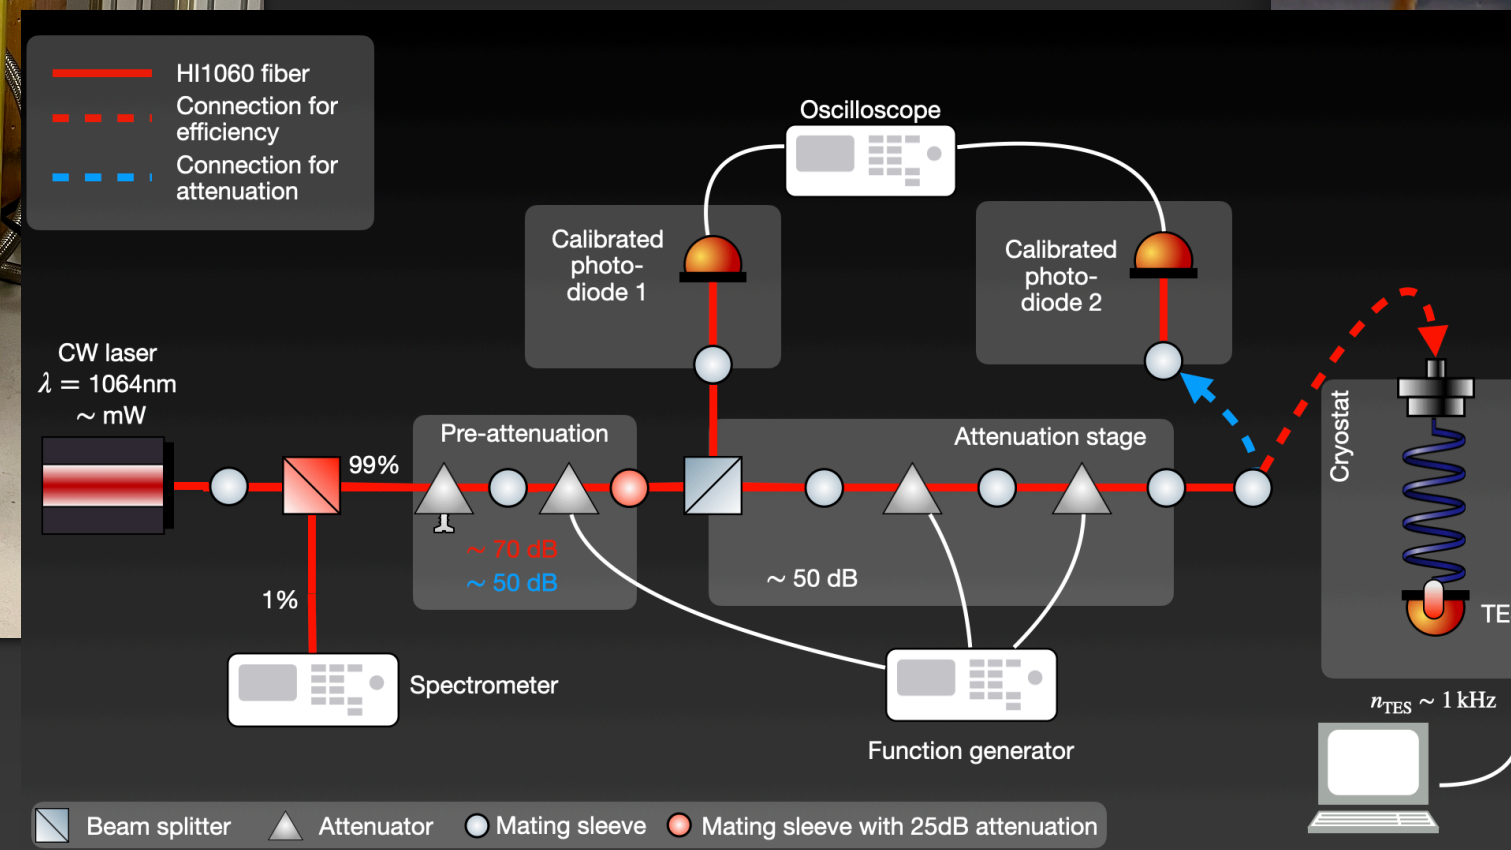 HI1060 fiber
Connection for
efficiency
Connection for
attenuation
Oscilloscope
Calibrated
photo-
diode 1
Calibrated
photo-
diode 2
CW laser
λ = 1064nm
~ mW
99%
Pre-attenuation
~ 70 dB
~ 50 dB
Attenuation stage
~ 50 dB
Cryostat
1%
Spectrometer
Function generator
n_TES ~ 1 kHz
Beam splitter
Attenuator
Mating sleeve
Mating sleeve with 25dB attenuation